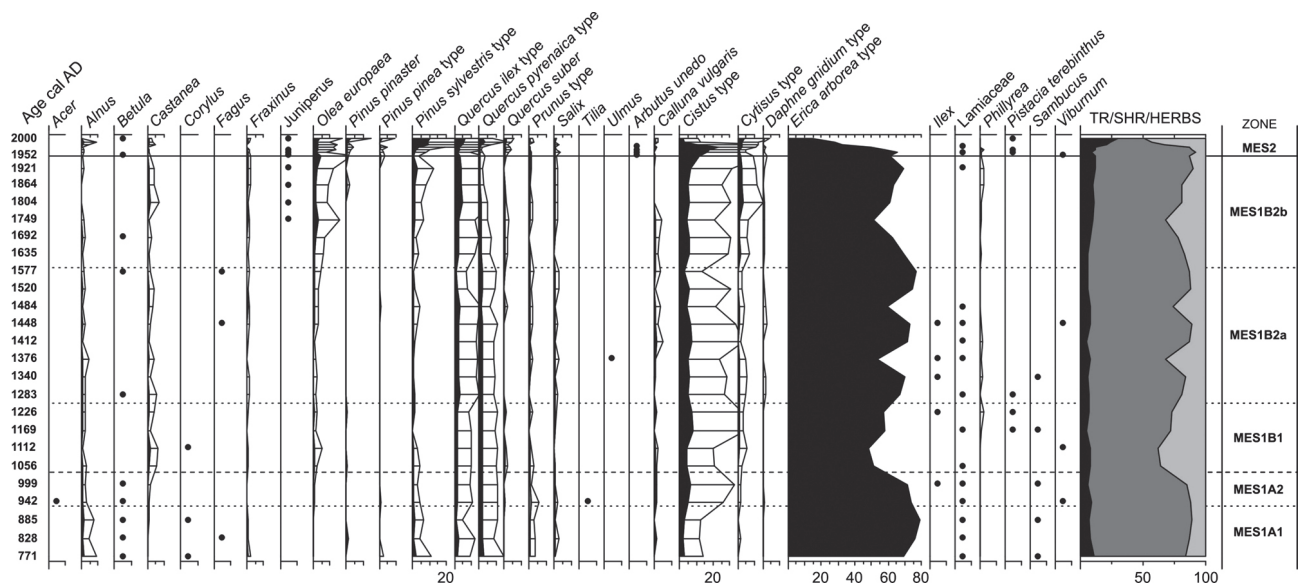 Age cal AD
Acer
Alnus
Betula
Castanea
Corylus
Fagus
Fraxinus
Juniperus
Olea europaea
Pinus pinaster
Pinus pinea type
Pinus sylvestris type
Quercus ilex type
Quercus pyrenaica type
Quercus suber
Prunus type
Salix
Tilia
Ulmus
Arbutus unedo
Calluna vulgaris
Cistus type
Cytisus type
Daphne gnidium type
Erica arborea type
Ilex
Lamiaceae
Phillyrea
Pistacia terebinthus
Sambucus
Viburnum
TR/SHR/HERBS
ZONE
2000
MES2
1952
1921
1864
1804
MES1B2b
1749
1692
1635
1577
1520
1484
1448
MES1B2a
1412
1376
1340
1283
1226
1169
MES1B1
1112
1056
999
MES1A2
942
885
MES1A1
828
771
20
20
20 40 60 80
50 100